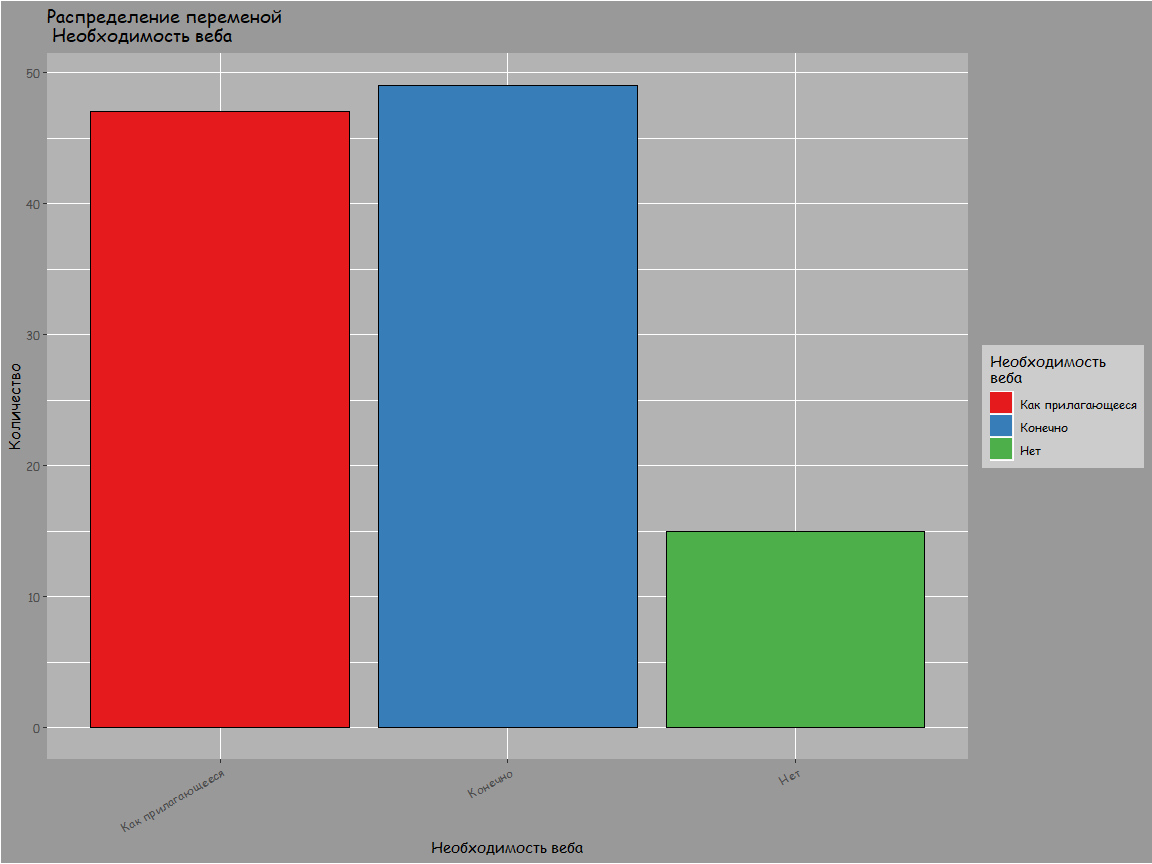 Распределение переменой
Необходимость веба
Количество
50
40
30
20
10
0
Как прилагающееся
Конечно
Нет
Необходимость веба
Необходимость
веба
Как прилагающееся
Конечно
Нет